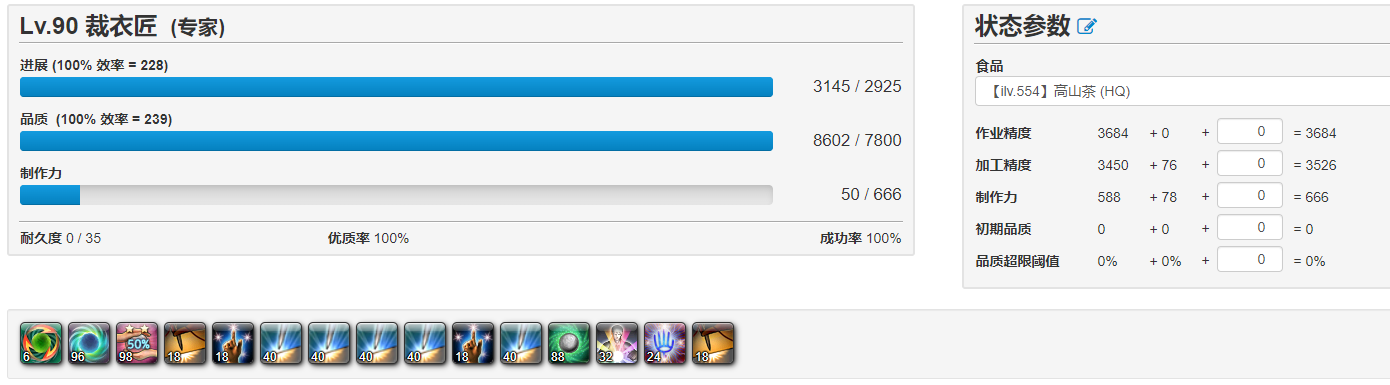 Lv.90 裁衣匠 (专家)
进展 (100% 效率 = 228)
3145 / 2925
品质 (100% 效率 = 239)
8602 / 7800
制作力
50 / 666
耐久度 0 / 35 优质率 100% 成功率 100%
状态参数
食品
【ilv.554】高山茶 (HQ)
作业精度 3684 + 0 + 0 = 3684
加工精度 3450 + 76 + 0 = 3526
制作力 588 + 78 + 0 = 666
初期品质 0 + 0 + 0 = 0
品质超限阈值 0% + 0% + 0 = 0%
6 96 50% 98 18 18 40 40 40 40 18 40 88 32 24 18